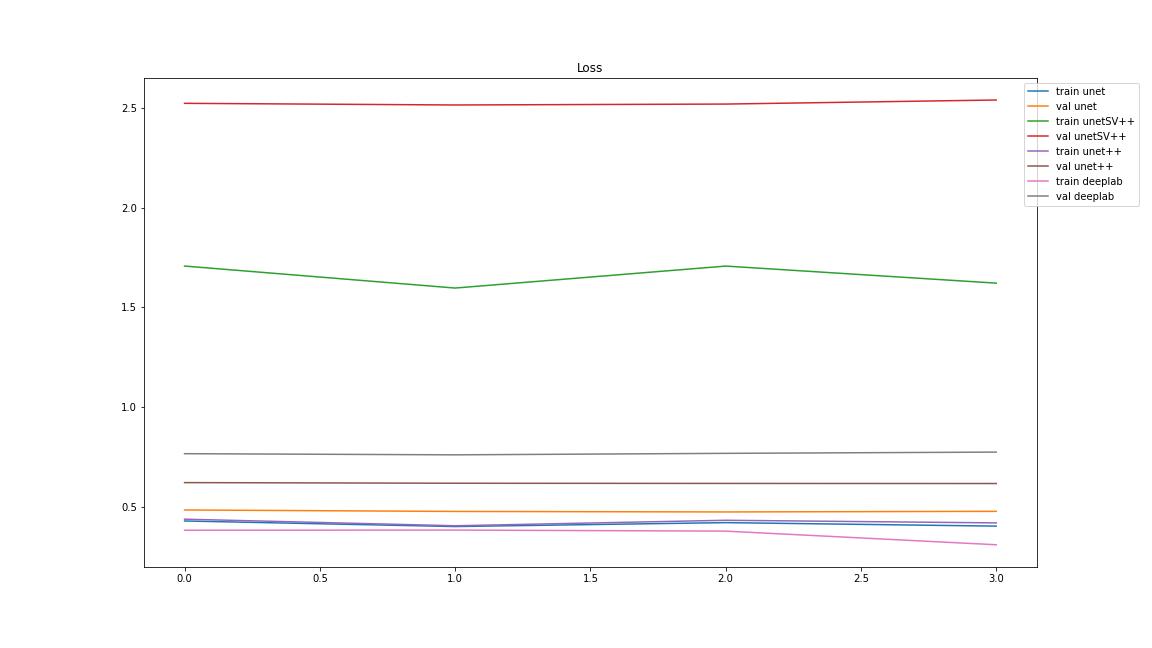 Loss
2.5
2.0
1.5
1.0
0.5
0.0
0.5
1.0
1.5
2.0
2.5
3.0
train unet
val unet
train unetSV++
val unetSV++
train unet++
val unet++
train deeplab
val deeplab